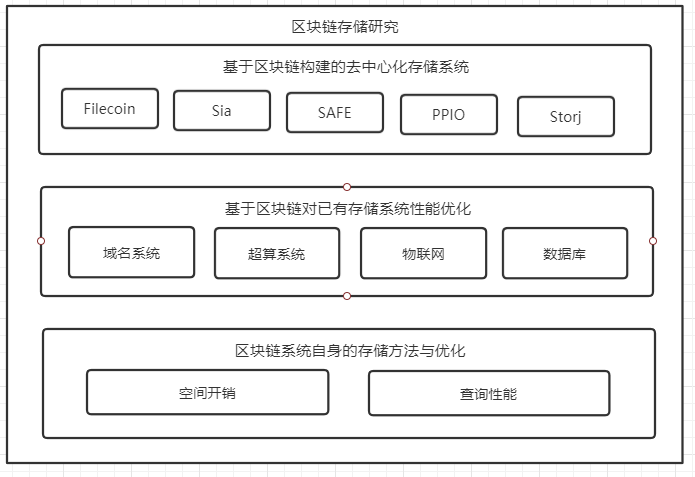 区块链存储研究
基于区块链构建的去中心化存储系统
Filecoin
Sia
SAFE
PPIO
Storj
基于区块链对已有存储系统性能优化
域名系统
超算系统
物联网
数据库
区块链系统自身的存储方法与优化
空间开销
查询性能